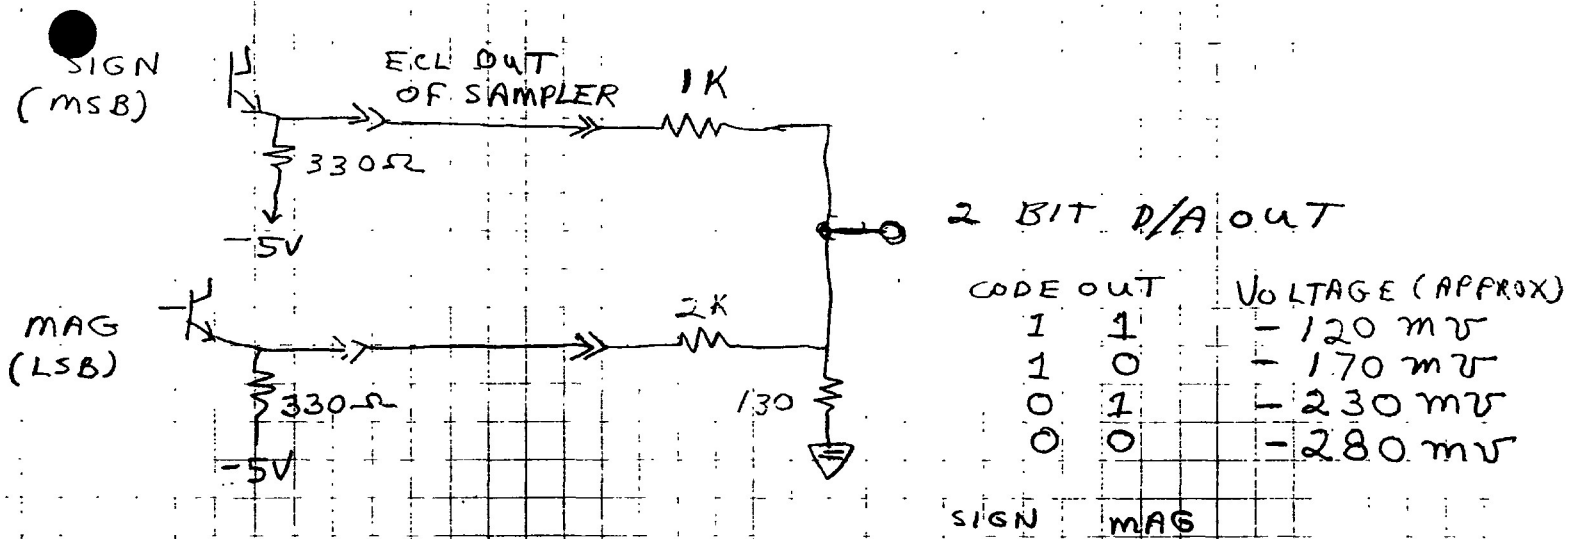 SIGN
(MSB)
ECL OUT
OF SAMPLER
1K
330Ω
-5V
2 BIT D/A OUT
CODE OUT VOLTAGE (APPROX)
1 1 - 120 mv
1 0 - 170 mv
0 1 - 230 mv
0 0 - 280 mv
SIGN MAG
MAG
(LSB)
2K
330Ω
130
-5V